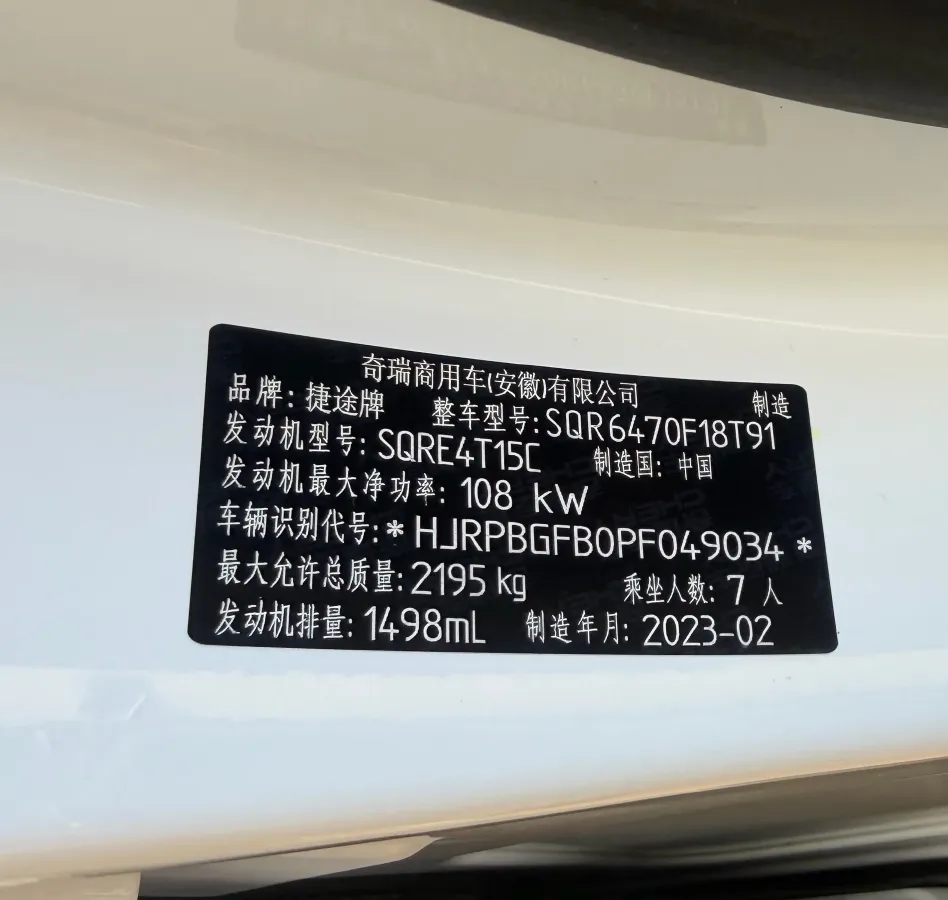 奇瑞商用车(安徽)有限公司 制造
品牌: 捷途牌 整车型号: SQR6470F18T91
发动机型号: SQRE4T15C 制造国: 中国
发动机最大净功率: 108 kW
车辆识别代号: *HJRPBGFB0PF049034*
最大允许总质量: 2195 kg 乘坐人数: 7 人
发动机排量: 1498mL 制造年月: 2023-02